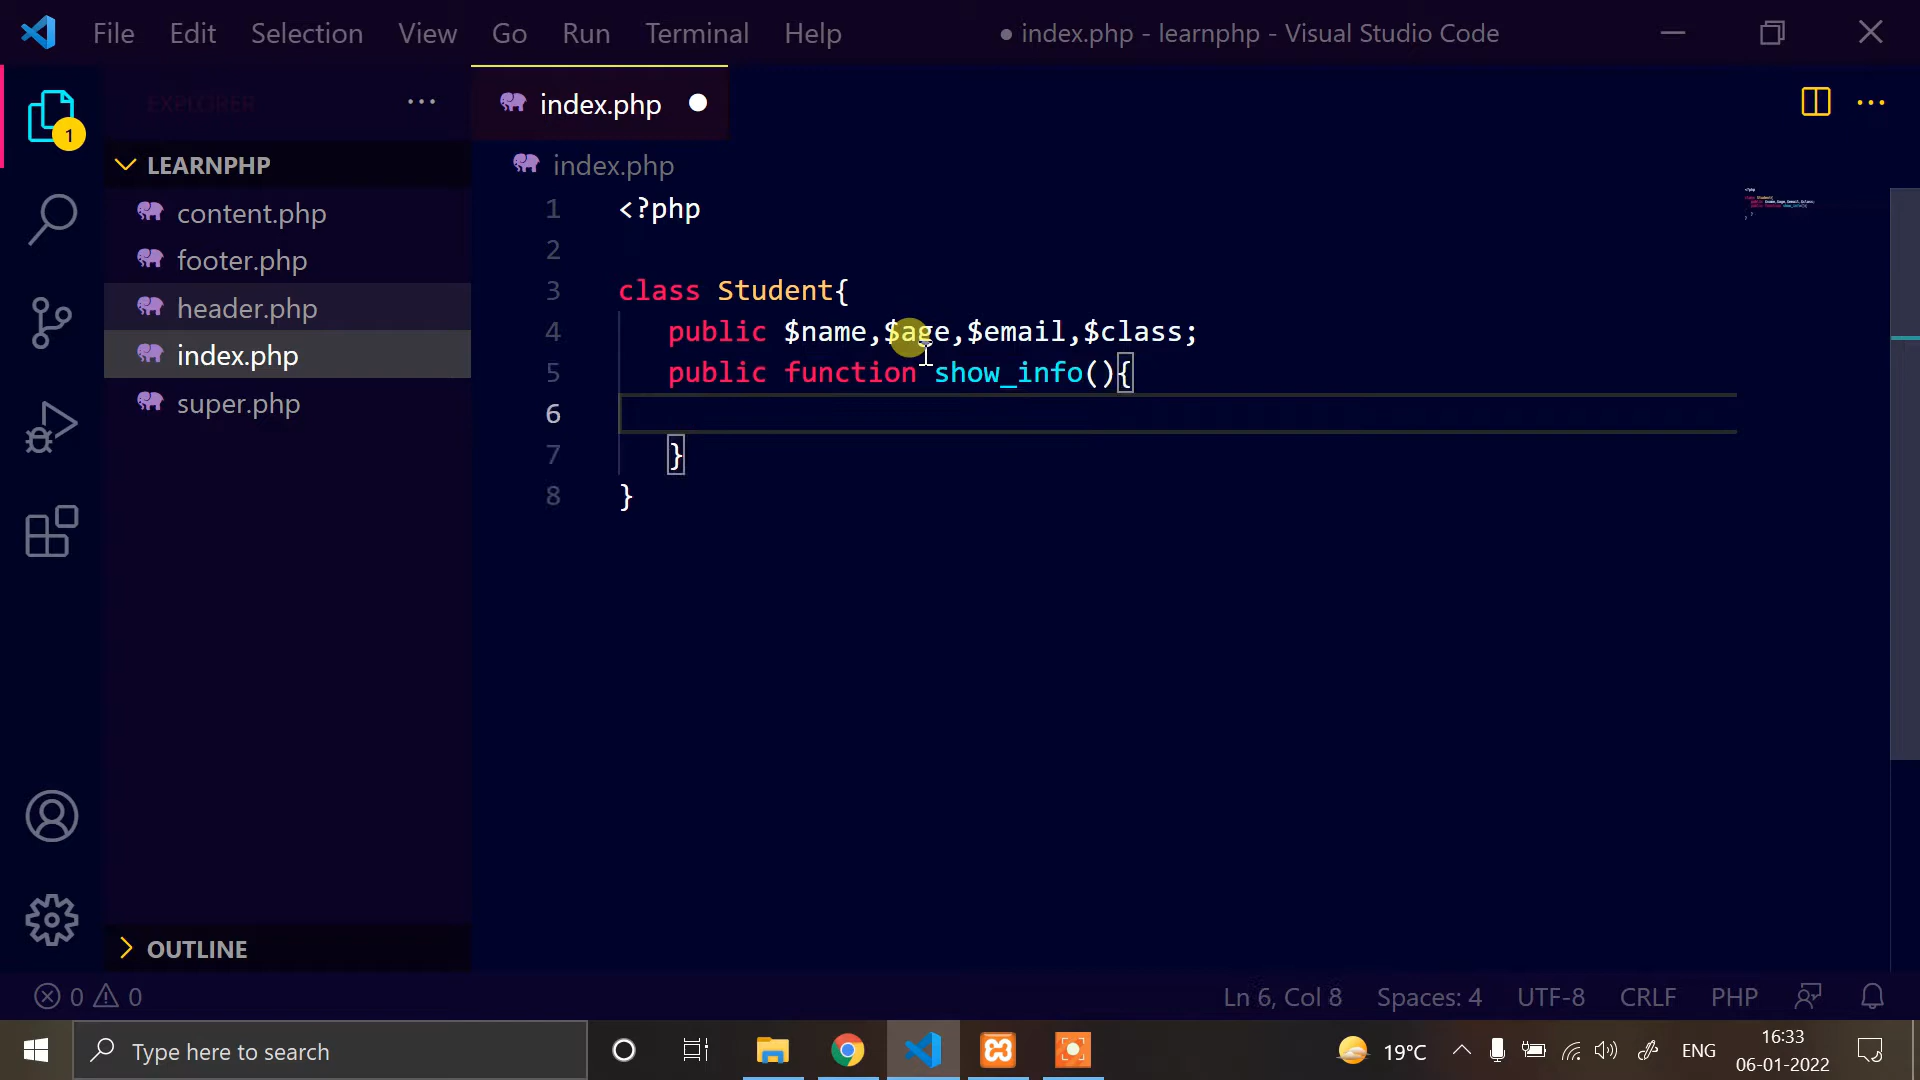 File Edit Selection View Go Run Terminal Help ● index.php - learnphp - Visual Studio Code
EXPLORER ···
index.php ●
1
LEARNPHP
content.php
footer.php
header.php
index.php
super.php
index.php
1 <?php
2
3 class Student{
4 public $name,$age,$email,$class;
5 public function show_info(){
6
7 }
8 }
OUTLINE
0 0 Ln 6, Col 8 Spaces: 4 UTF-8 CRLF PHP
Type here to search 19°C ENG 16:33
06-01-2022